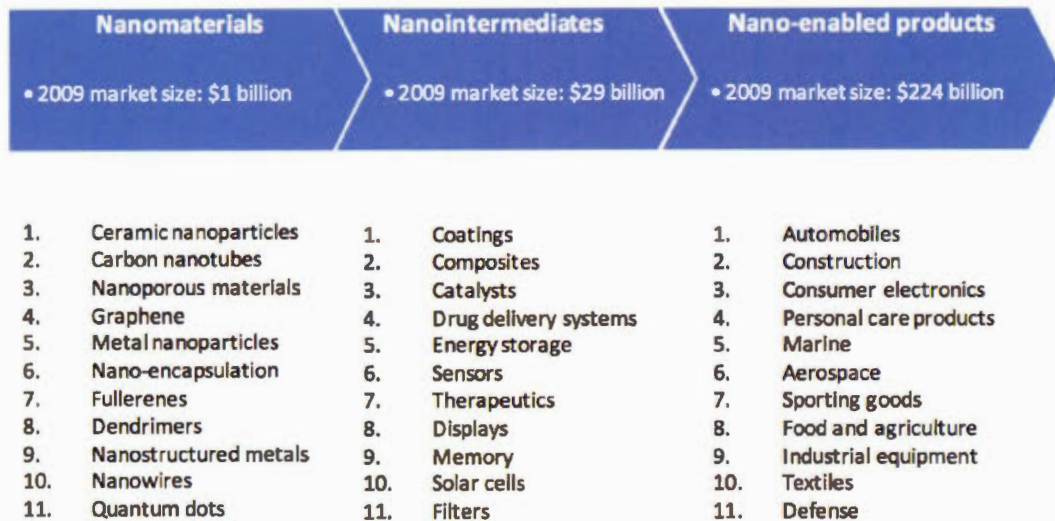 Nanomaterials
• 2009 market size: $1 billion
Nanointermediates
• 2009 market size: $29 billion
Nano-enabled products
• 2009 market size: $224 billion
1. Ceramic nanoparticles
2. Carbon nanotubes
3. Nanoporous materials
4. Graphene
5. Metal nanoparticles
6. Nano-encapsulation
7. Fullerenes
8. Dendrimers
9. Nanostructured metals
10. Nanowires
11. Quantum dots
1. Coatings
2. Composites
3. Catalysts
4. Drug delivery systems
5. Energy storage
6. Sensors
7. Therapeutics
8. Displays
9. Memory
10. Solar cells
11. Filters
1. Automobiles
2. Construction
3. Consumer electronics
4. Personal care products
5. Marine
6. Aerospace
7. Sporting goods
8. Food and agriculture
9. Industrial equipment
10. Textiles
11. Defense